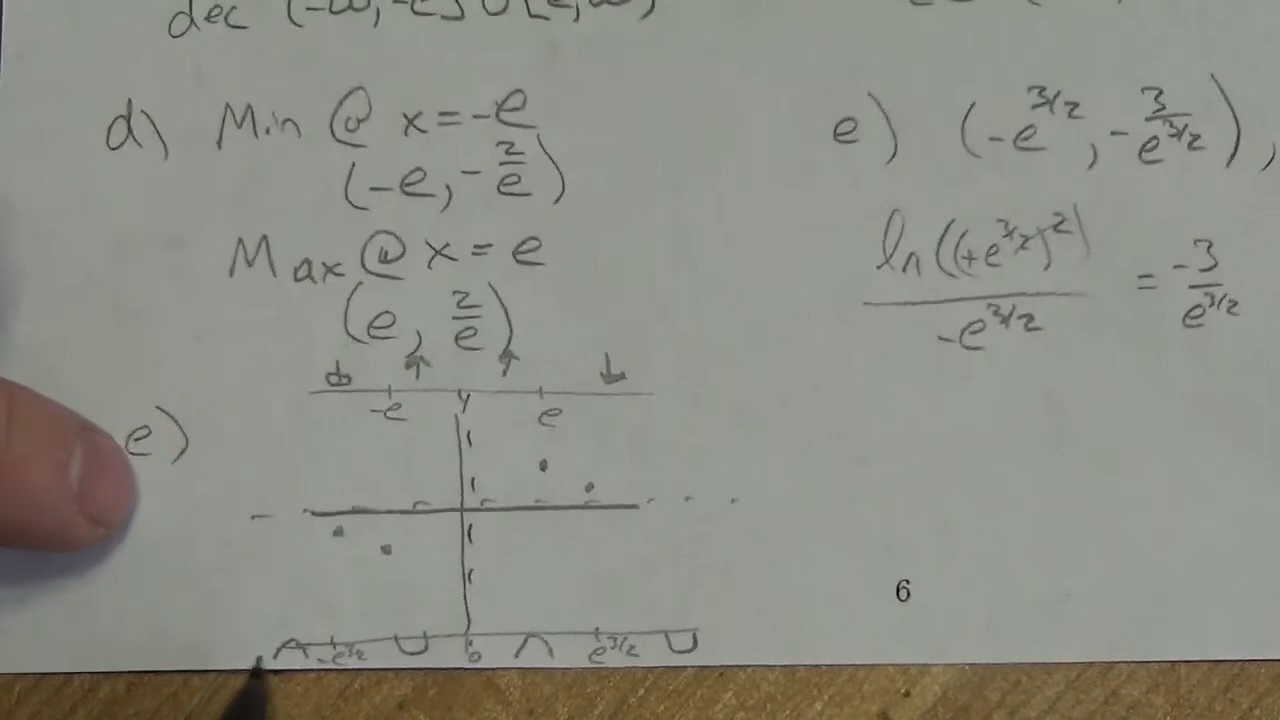 dec (-∞, -e] ∪ [e, ∞)
d) Min @ x=-e
(-e, -2/e)
Max @ x = e
(e, 2/e)
↑ ↑ ↓
-e e
e)
-e^3/2 0 e^3/2
e) (-e^3/2, -3/e^3/2),
ln((+e^3/2)^2) / -e^3/2 = -3/e^3/2
6